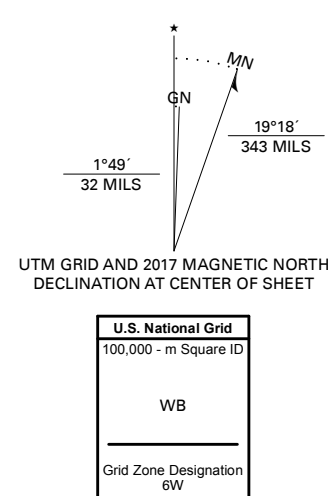 ★
MN
GN
19°18´
343 MILS
1°49´
32 MILS
UTM GRID AND 2017 MAGNETIC NORTH
DECLINATION AT CENTER OF SHEET
U.S. National Grid
100,000 - m Square ID
WB
Grid Zone Designation
6W